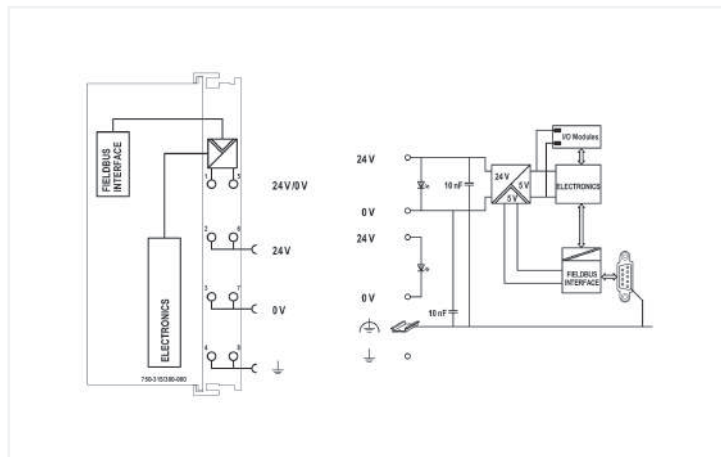 FIELDBUS
INTERFACE
ELECTRONICS
750-315/300-000
1 5
24 V/0 V
2 6
24 V
3 7
0 V
4 8
24 V
0 V
24 V
0 V
10 nF
10 nF
24 V
5 V
5 V
I/O Modules
ELECTRONICS
FIELDBUS
INTERFACE